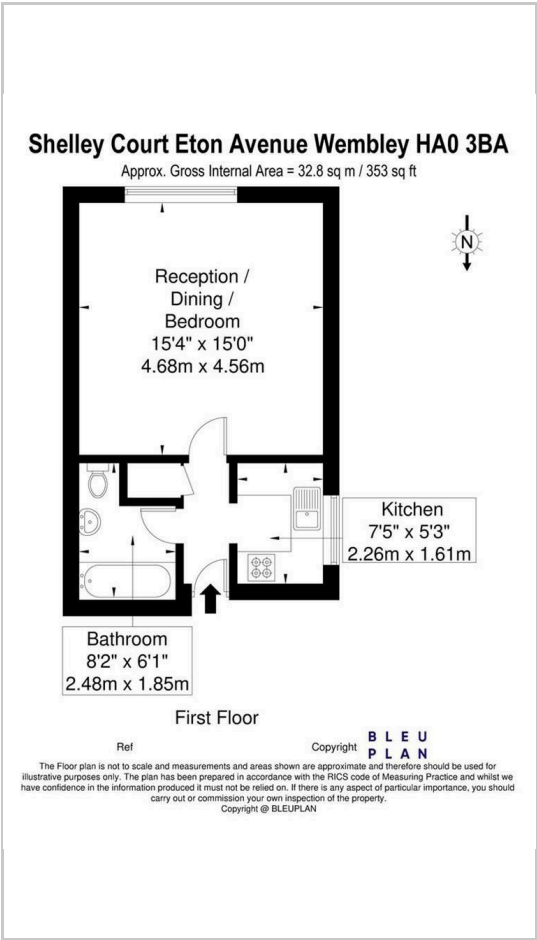 Shelley Court Eton Avenue Wembley HA0 3BA
Approx. Gross Internal Area = 32.8 sq m / 353 sq ft
N
Reception /
Dining /
Bedroom
15'4" x 15'0"
4.68m x 4.56m
Kitchen
7'5" x 5'3"
2.26m x 1.61m
Bathroom
8'2" x 6'1"
2.48m x 1.85m
First Floor
Ref
Copyright
BLEU
PLAN
The Floor plan is not to scale and measurements and areas shown are approximate and therefore should be used for
illustrative purposes only. The plan has been prepared in accordance with the RICS code of Measuring Practice and whilst we
have confidence in the information produced it must not be relied on. If there is any aspect of particular importance, you should
carry out or commission your own inspection of the property.
Copyright @ BLEUPLAN